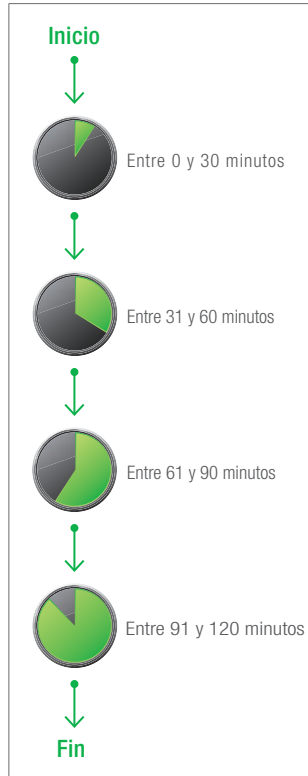 Inicio
Entre 0 y 30 minutos
Entre 31 y 60 minutos
Entre 61 y 90 minutos
Entre 91 y 120 minutos
Fin